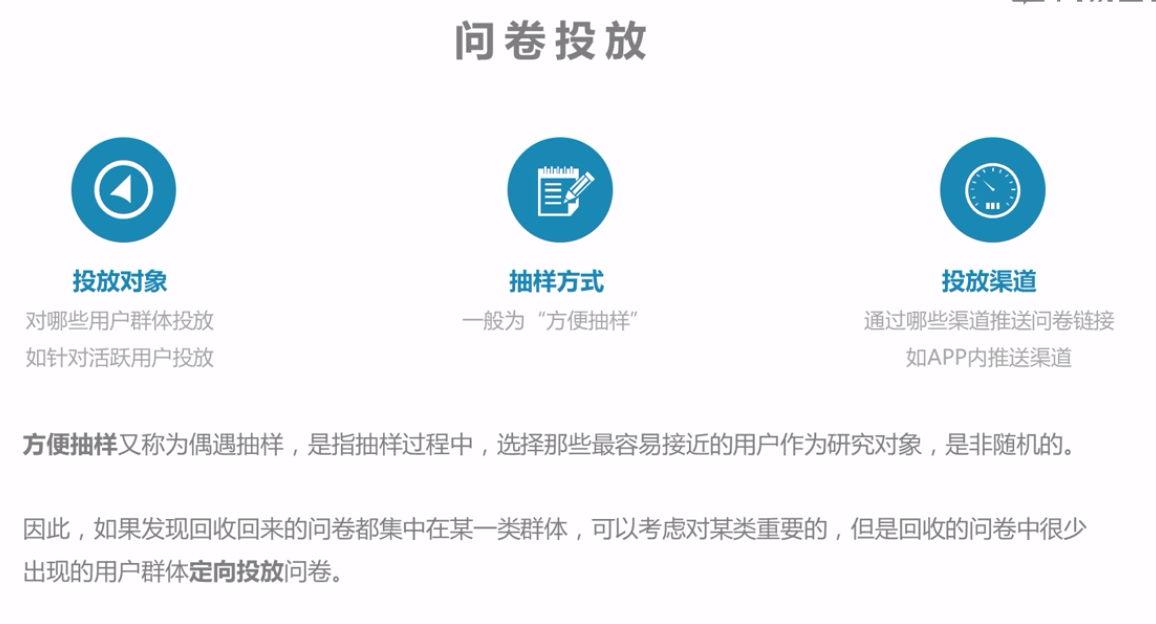 问卷投放
投放对象
对哪些用户群体投放
如针对活跃用户投放
抽样方式
一般为“方便抽样”
投放渠道
通过哪些渠道推送问卷链接
如APP内推送渠道
方便抽样又称为偶遇抽样，是指抽样过程中，选择那些最容易接近的用户作为研究对象，是非随机的。
因此，如果发现回收回来的问卷都集中在某一类群体，可以考虑对某类重要的，但是回收的问卷中很少
出现的用户群体定向投放问卷。